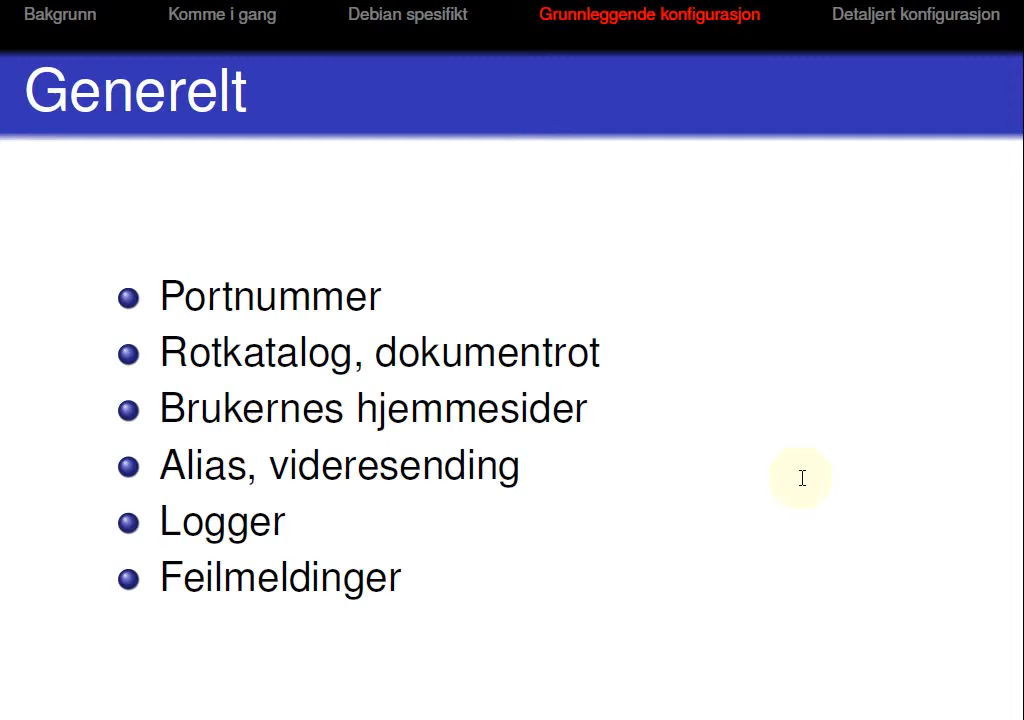 Bakgrunn Komme i gang Debian spesifikt Grunnleggende konfigurasjon Detaljert konfigurasjon
Generelt
Portnummer
Rotkatalog, dokumentrot
Brukernes hjemmesider
Alias, videresending
Logger
Feilmeldinger